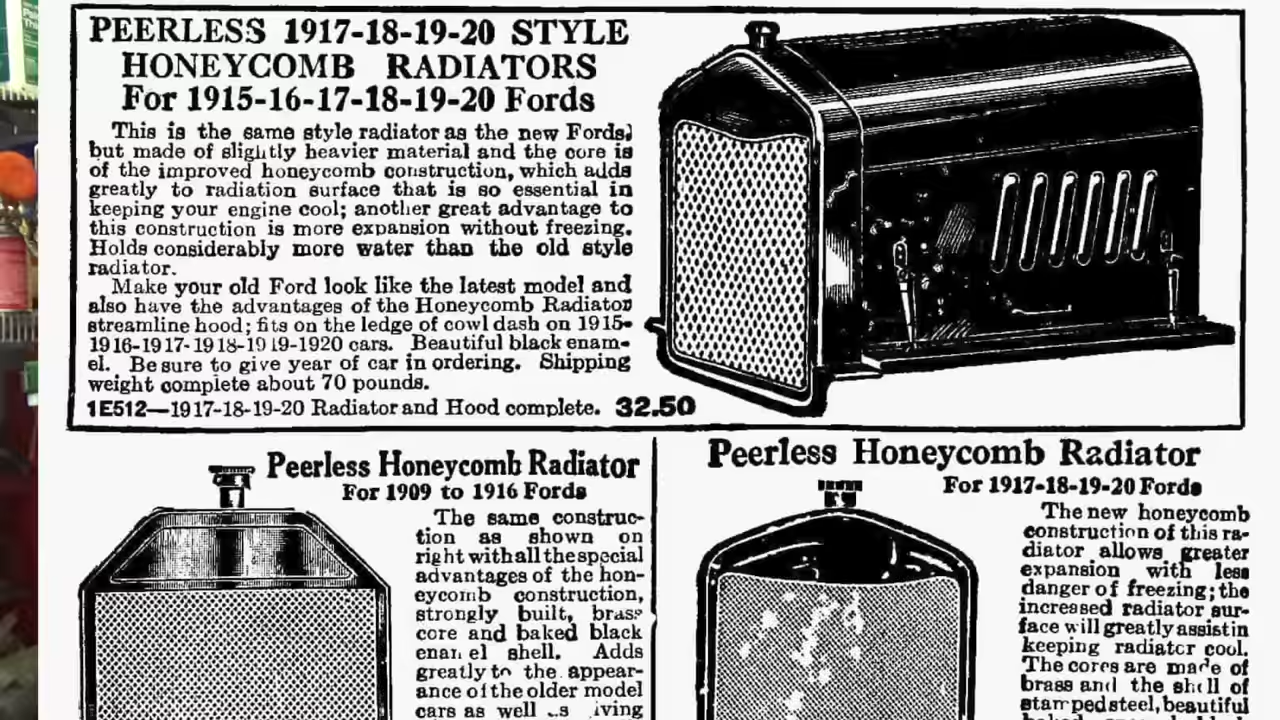 PEERLESS 1917-18-19-20 STYLE
HONEYCOMB RADIATORS
For 1915-16-17-18-19-20 Fords
This is the same style radiator as the new Fords,
but made of slightly heavier material and the core is
of the improved honeycomb construction, which adds
greatly to radiation surface that is so essential in
keeping your engine cool; another great advantage to
this construction is more expansion without freezing.
Holds considerably more water than the old style
radiator.
Make your old Ford look like the latest model and
also have the advantages of the Honeycomb Radiator
streamline hood; fits on the ledge of cowl dash on 1915-
1916-1917-1918-1919-1920 cars. Beautiful black enam-
el. Be sure to give year of car in ordering. Shipping
weight complete about 70 pounds.
1E512—1917-18-19-20 Radiator and Hood complete. 32.50
Peerless Honeycomb Radiator
For 1909 to 1916 Fords
The same construc-
tion as shown on
right with all the special
advantages of the hon-
eycomb construction,
strongly built, brass
core and baked black
enamel shell. Adds
greatly to the appear-
ance of the older model
cars as well as giving
Peerless Honeycomb Radiator
For 1917-18-19-20 Fords
The new honeycomb
construction of this ra-
diator allows greater
expansion with less
danger of freezing; the
increased radiator sur-
face will greatly assist in
keeping radiator cool.
The cores are made of
brass and the shell of
stamped steel, beautiful